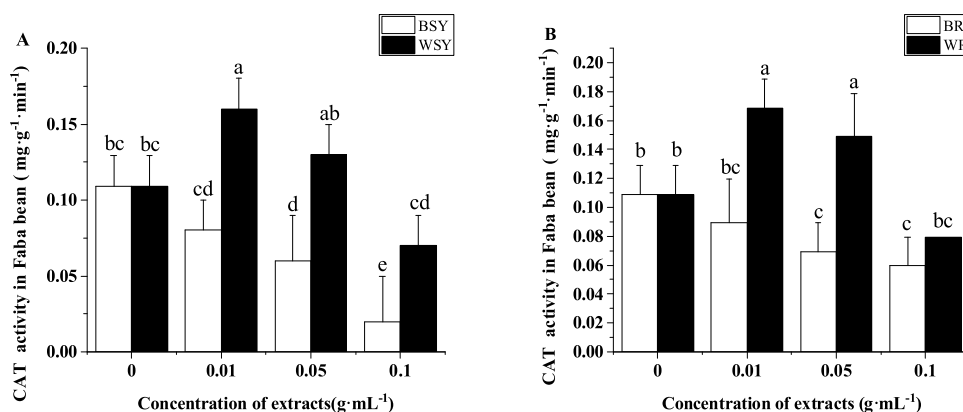 A
BSY
WSY
CAT activity in Faba bean ( mg·g⁻¹·min⁻¹)
0.20
0.15
0.10
0.05
0.00
bc bc
cd a
d ab
e cd
0 0.01 0.05 0.1
Concentration of extracts(g·mL⁻¹)
B
BR
CAT activity in Faba bean ( mg·g⁻¹·min⁻¹)
0.20
0.18
0.16
0.14
0.12
0.10
0.08
0.06
0.04
0.02
0.00
b b
bc a
c a
c bc
0 0.01 0.05 0.1
Concentration of extracts(g·mL⁻¹)